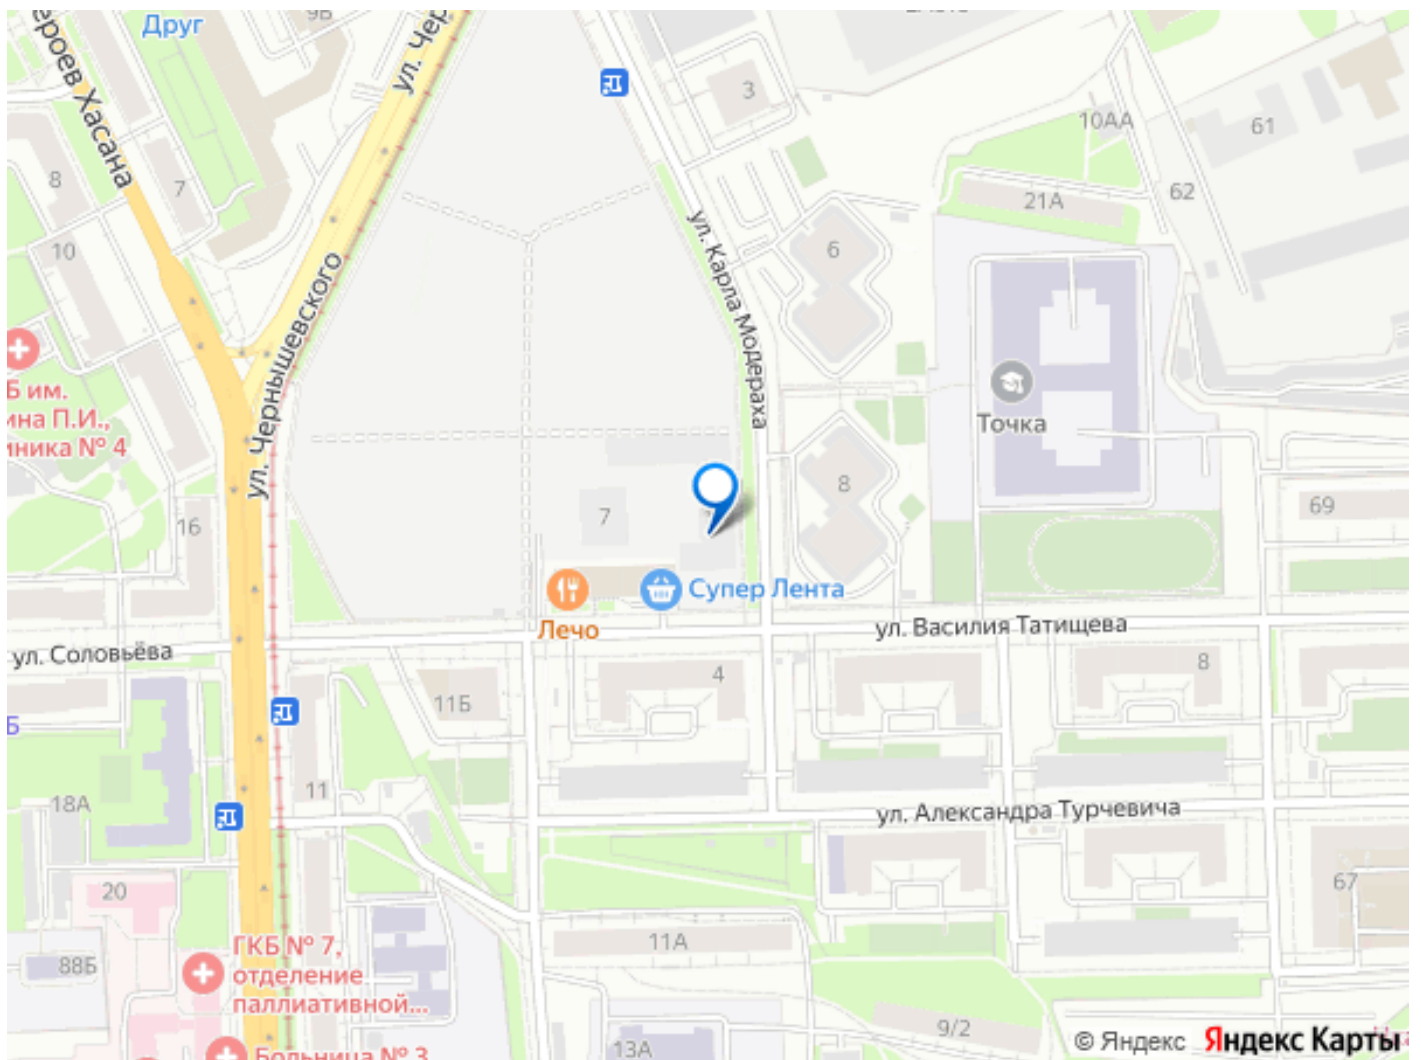 Друг
9В
ул. Чер
ероев Хасана
ул. Чернышевского
3
10АА
61
62
21А
8
7
10
6
ул. Карла Модераха
Б им.
ина П.И.,
иника № 4
Точка
8
7
16
69
Супер Лента
Лечо
ул. Василия Татищева
ул. Соловьёва
4
8
11Б
Б
11
18А
ул. Александра Турчевича
20
67
11А
88Б
ГКБ № 7,
отделение
паллиативной...
9/2
13А
Больница № 3
© Яндекс Яндекс Карты